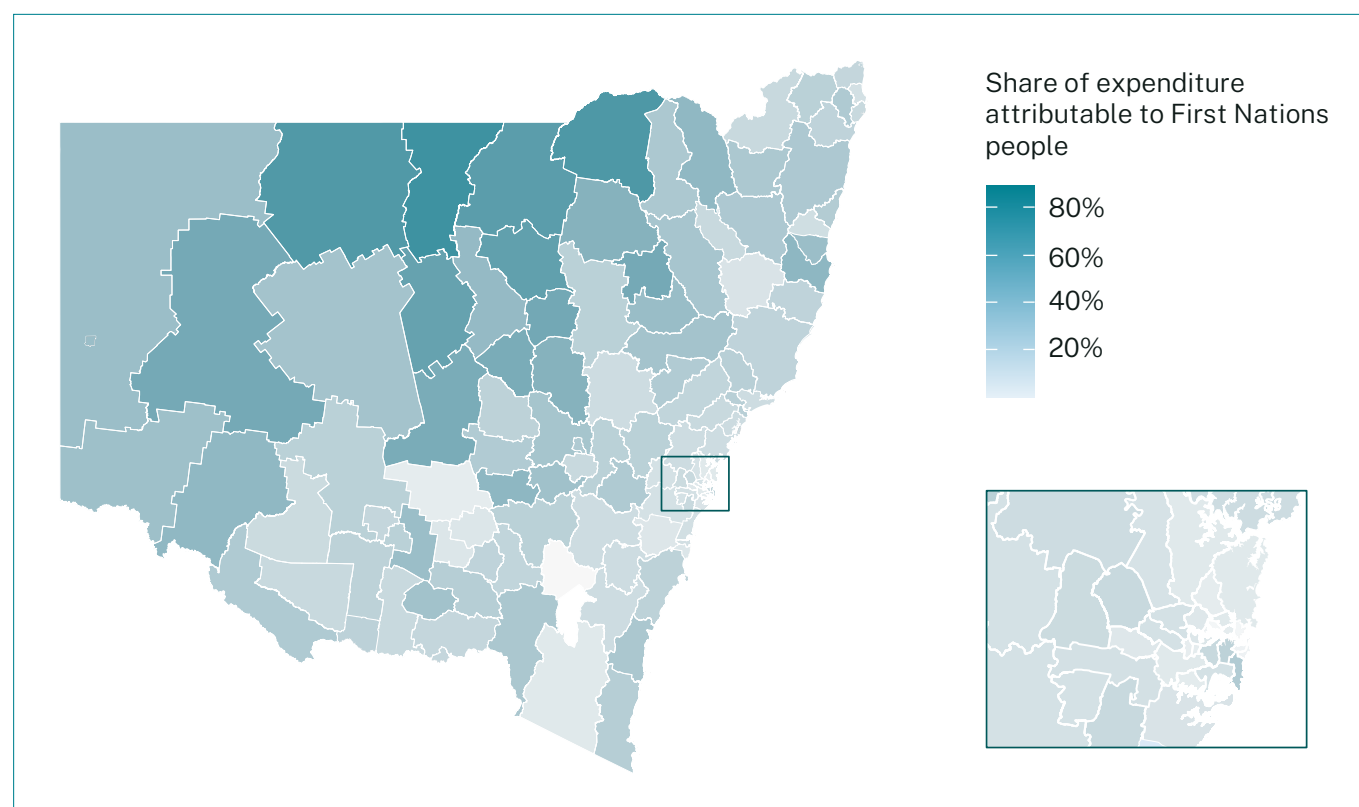 Share of expenditure
attributable to First Nations
people
80%
60%
40%
20%